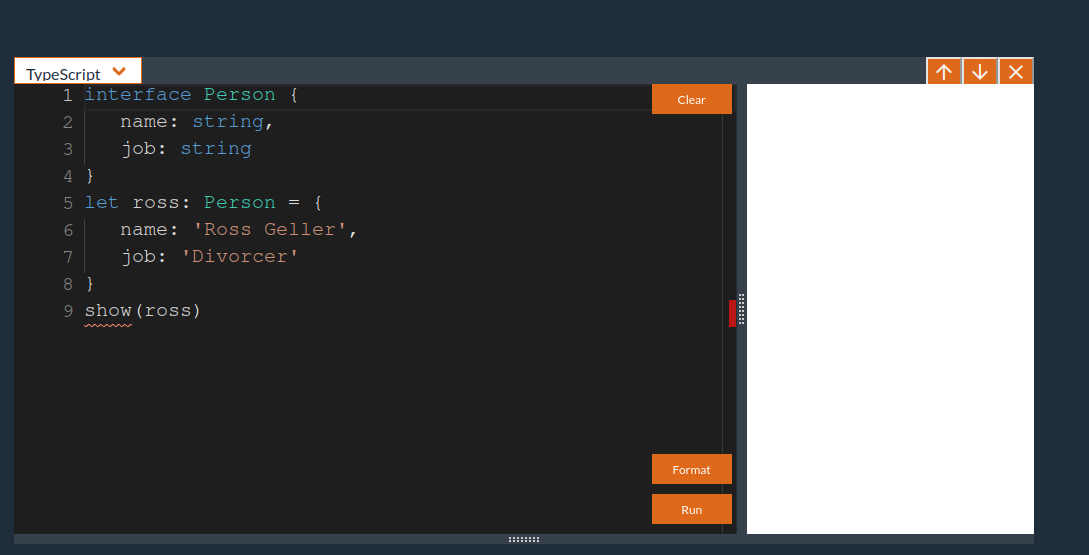 TypeScript
1 interface Person {
Clear
2 name: string,
3 job: string
4 }
5 let ross: Person = {
6 name: 'Ross Geller',
7 job: 'Divorcer'
8 }
9 show(ross)
Format
Run